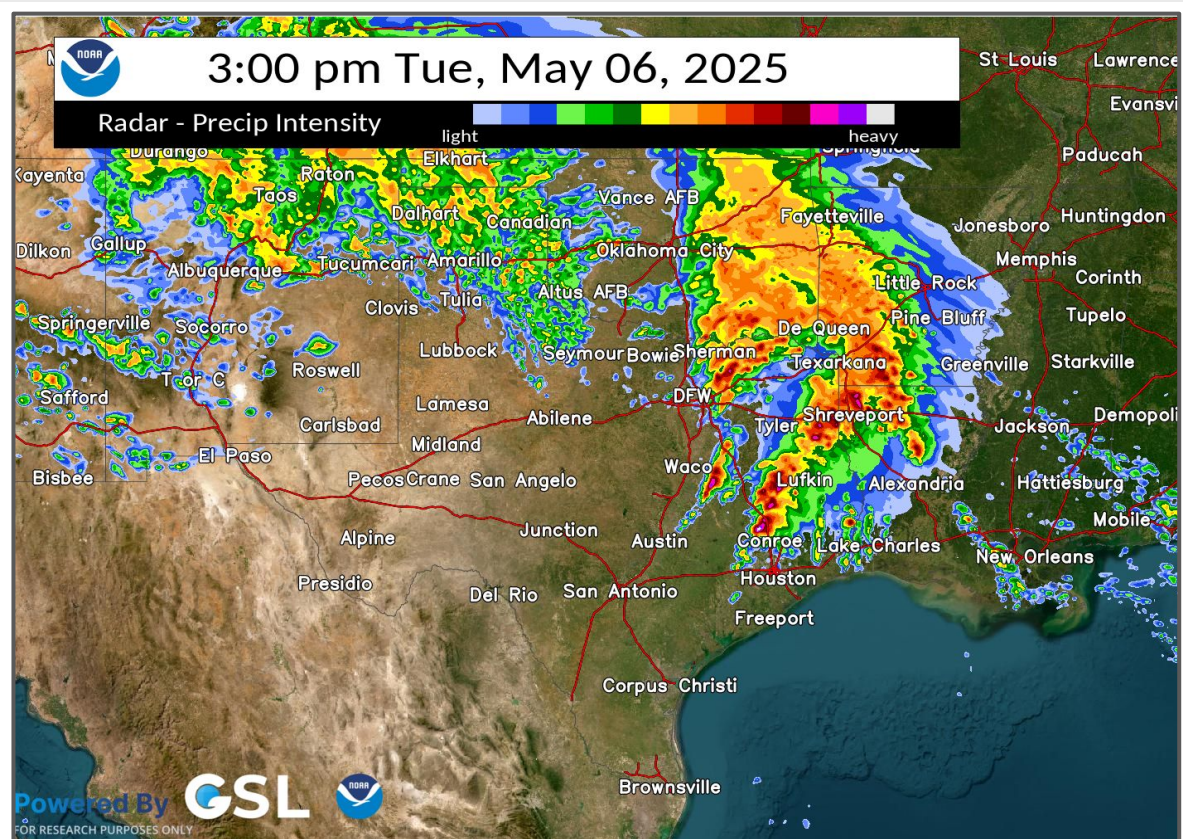 NOAA
3:00 pm Tue, May 06, 2025
Radar - Precip Intensity
light
heavy
St Louis
Lawrence
Evansvi
Durango
Elkhart
Springfield
Paducah
Kayenta
Raton
Taos
Vance AFB
Dalhart
Canadian
Fayetteville
Huntingdon
Jonesboro
Dilkon
Gallup
Oklahoma City
Albuquerque
Tucumcari
Amarillo
Memphis
Corinth
Little Rock
Altus AFB
Clovis
Tulia
Pine Bluff
Tupelo
Springerville
Socorro
De Queen
Lubbock
Seymour
Bowie
Sherman
Texarkana
Greenville
Starkville
Roswell
T or C
Safford
Lamesa
DFW
Carlsbad
Abilene
Tyler
Shreveport
Jackson
Demopoli
Midland
El Paso
Waco
Bisbee
Pecos
Crane
San Angelo
Lufkin
Alexandria
Hattiesburg
Mobile
Alpine
Junction
Austin
Conroe
Lake Charles
New Orleans
Presidio
Del Rio
San Antonio
Houston
Freeport
Corpus Christi
Brownsville
Powered By
GSL
NOAA
FOR RESEARCH PURPOSES ONLY